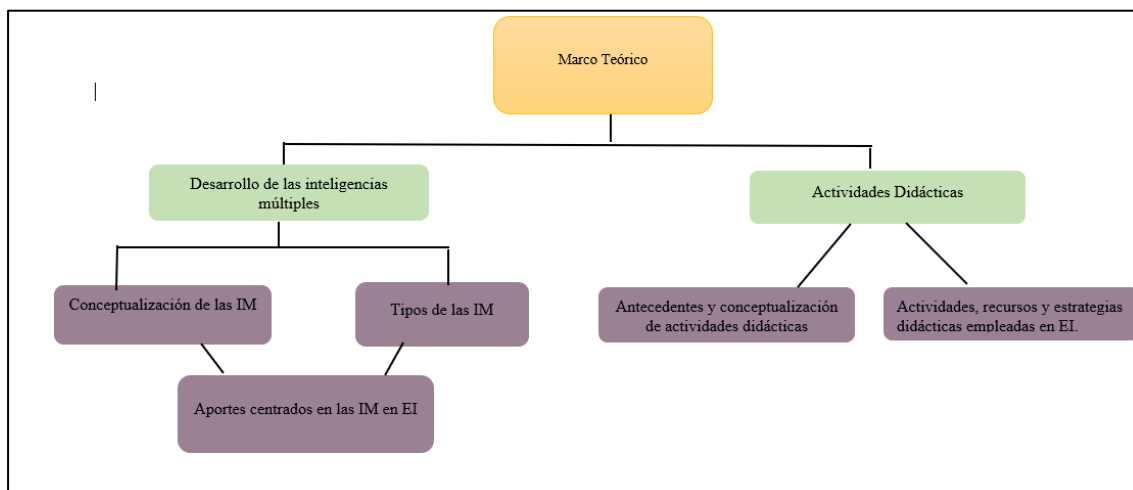 Marco Teórico
Desarrollo de las inteligencias
múltiples
Actividades Didácticas
Conceptualización de las IM
Tipos de las IM
Antecedentes y conceptualización
de actividades didácticas
Actividades, recursos y estrategias
didácticas empleadas en EI.
Aportes centrados en las IM en EI